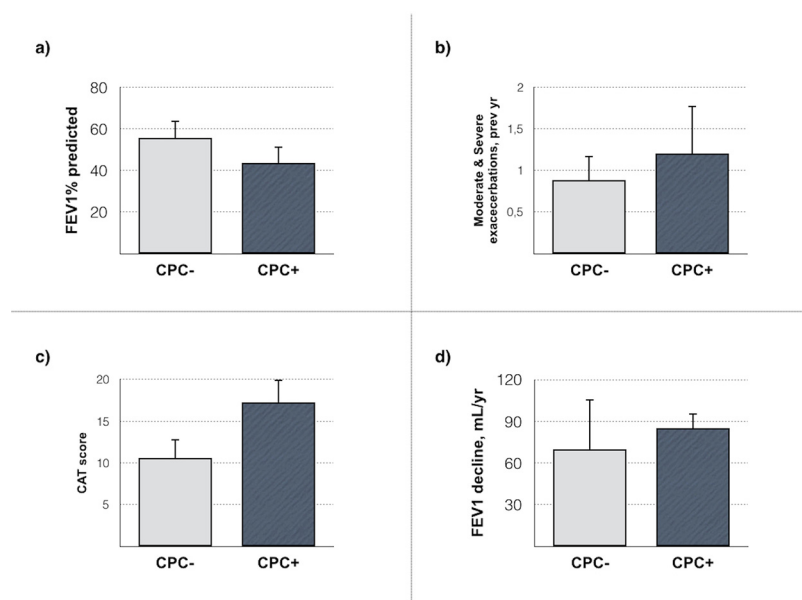 a)
80
60
40
20
FEV1% predicted
CPC-
CPC+
b)
2
1,5
1
0,5
Moderate & Severe
exacecerbations, prev yr
CPC-
CPC+
c)
20
15
10
5
CAT score
CPC-
CPC+
d)
120
90
60
30
FEV1 decline, mL/yr
CPC-
CPC+